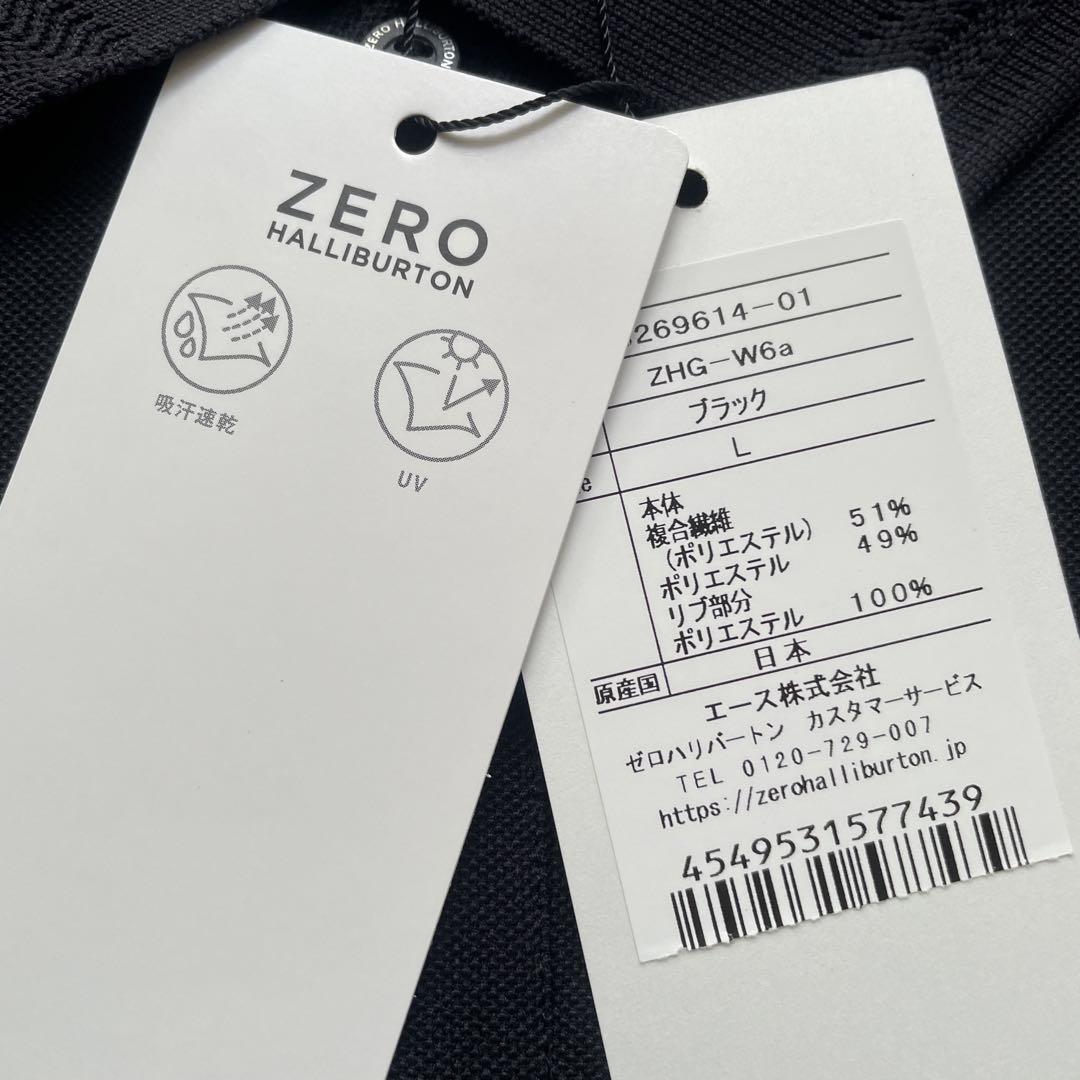 ZERO HALLIBURTON
ZERO
HALLIBURTON
吸汗速乾
UV
269614-01
ZHG-W6a
ブラック
L
本体
複合繊維 51%
(ポリエステル)
ポリエステル 49%
リブ部分
ポリエステル 100%
原産国 日本
エース株式会社
ゼロハリバートン カスタマーサービス
TEL 0120-729-007
https://zerohalliburton.jp
4549531577439